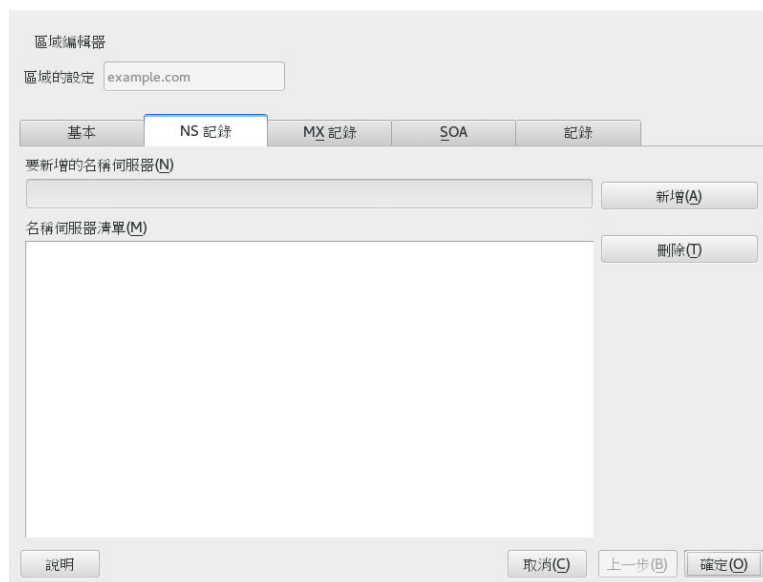 區域編輯器
區域的設定 example.com
基本 NS 記錄 MX 記錄 SOA 記錄
要新增的名稱伺服器(N)
新增(A)
名稱伺服器清單(M)
刪除(T)
說明 取消(C) 上一步(B) 確定(O)